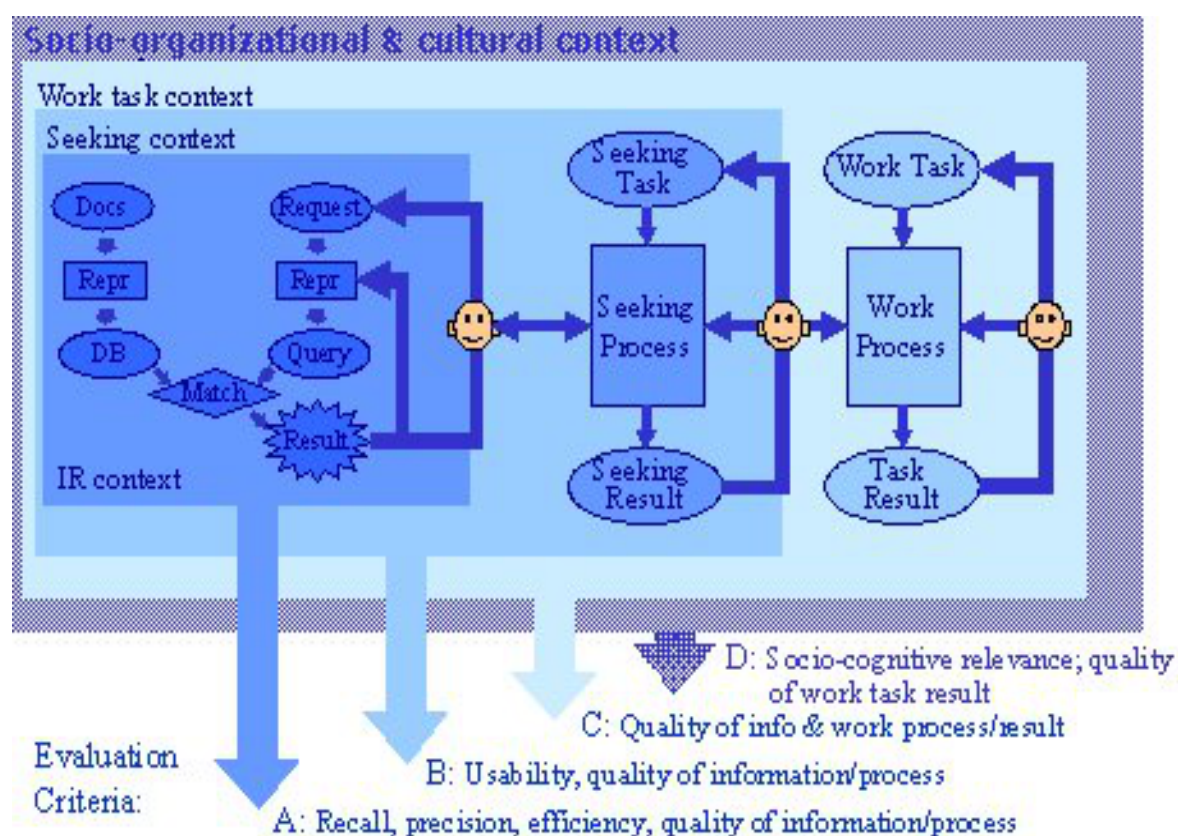 Socio-organizational & cultural context
Work task context
Seeking context
Docs
Repr
DB
Request
Repr
Query
Match
Result
IR context
Seeking
Task
Seeking
Process
Seeking
Result
Work Task
Work
Process
Task
Result
D: Socio-cognitive relevance; quality
of work task result
C: Quality of info & work process/result
B: Usability, quality of information/process
Evaluation
Criteria:
A: Recall, precision, efficiency, quality of information/process